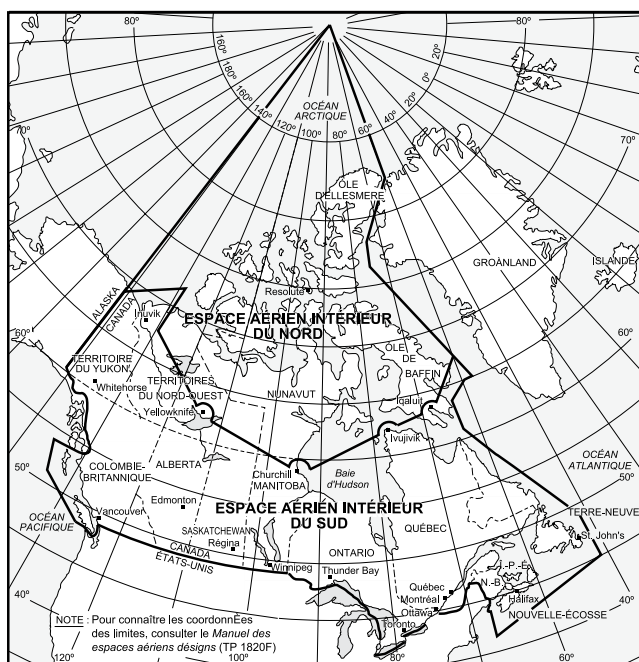 80°
160°
180°
160°
140°
120°
100°
80°
60°
40°
20°
0°
20°
80°
OCÉAN
ARCTIQUE
70°
70°
ÔLE
D'ELLESMERE
GROÀNLAND
ISLANDE
60°
60°
ALASKA
CANADA
Resolute
Inuvik
ESPACE AÉRIEN INTÉRIEUR
DU NORD
ÔLE
DE
BAFFIN
TERRITOIRE
DU YUKON
Whitehorse
TERRITOIRES
DU NORD-OUEST
NUNAVUT
Yellowknife
Iqaluit
Ivujivik
50°
50°
COLOMBIE-
BRITANNIQUE
ALBERTA
Churchill
MANITOBA
Baie
d'Hudson
OCÉAN
ATLANTIQUE
OCÉAN
PACIFIQUE
Vancouver
Edmonton
ESPACE AÉRIEN INTÉRIEUR
DU SUD
TERRE-NEUVE
St. John's
SASKATCHEWAN
Régina
QUÉBEC
CANADA
ÉTATS-UNIS
Winnipeg
ONTARIO
Thunder Bay
Î.-P.-É.
N.-B.
Halifax
NOUVELLE-ÉCOSSE
Québec
Montréal
Ottawa
Toronto
40°
40°
NOTE : Pour connaître les coordonnÈes
des limites, consulter le Manuel des
espaces aériens désigns (TP 1820F)
120°
100°
80°
60°